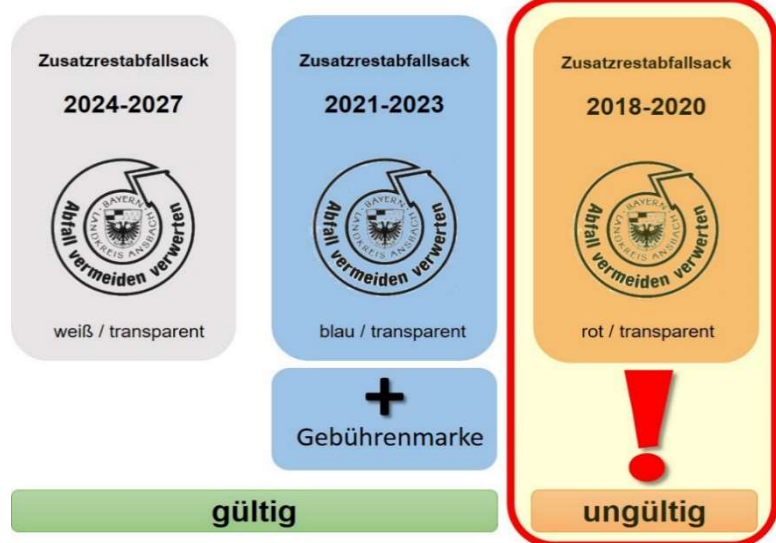 Zusatzrestabfallsack
2024-2027
Abfall vermeiden verwerten
BAYERN
LANDKREIS ANSBACH
weiß / transparent
Zusatzrestabfallsack
2021-2023
Abfall vermeiden verwerten
BAYERN
LANDKREIS ANSBACH
blau / transparent
+
Gebührenmarke
gültig
Zusatzrestabfallsack
2018-2020
Abfall vermeiden verwerten
BAYERN
LANDKREIS ANSBACH
rot / transparent
!
ungültig